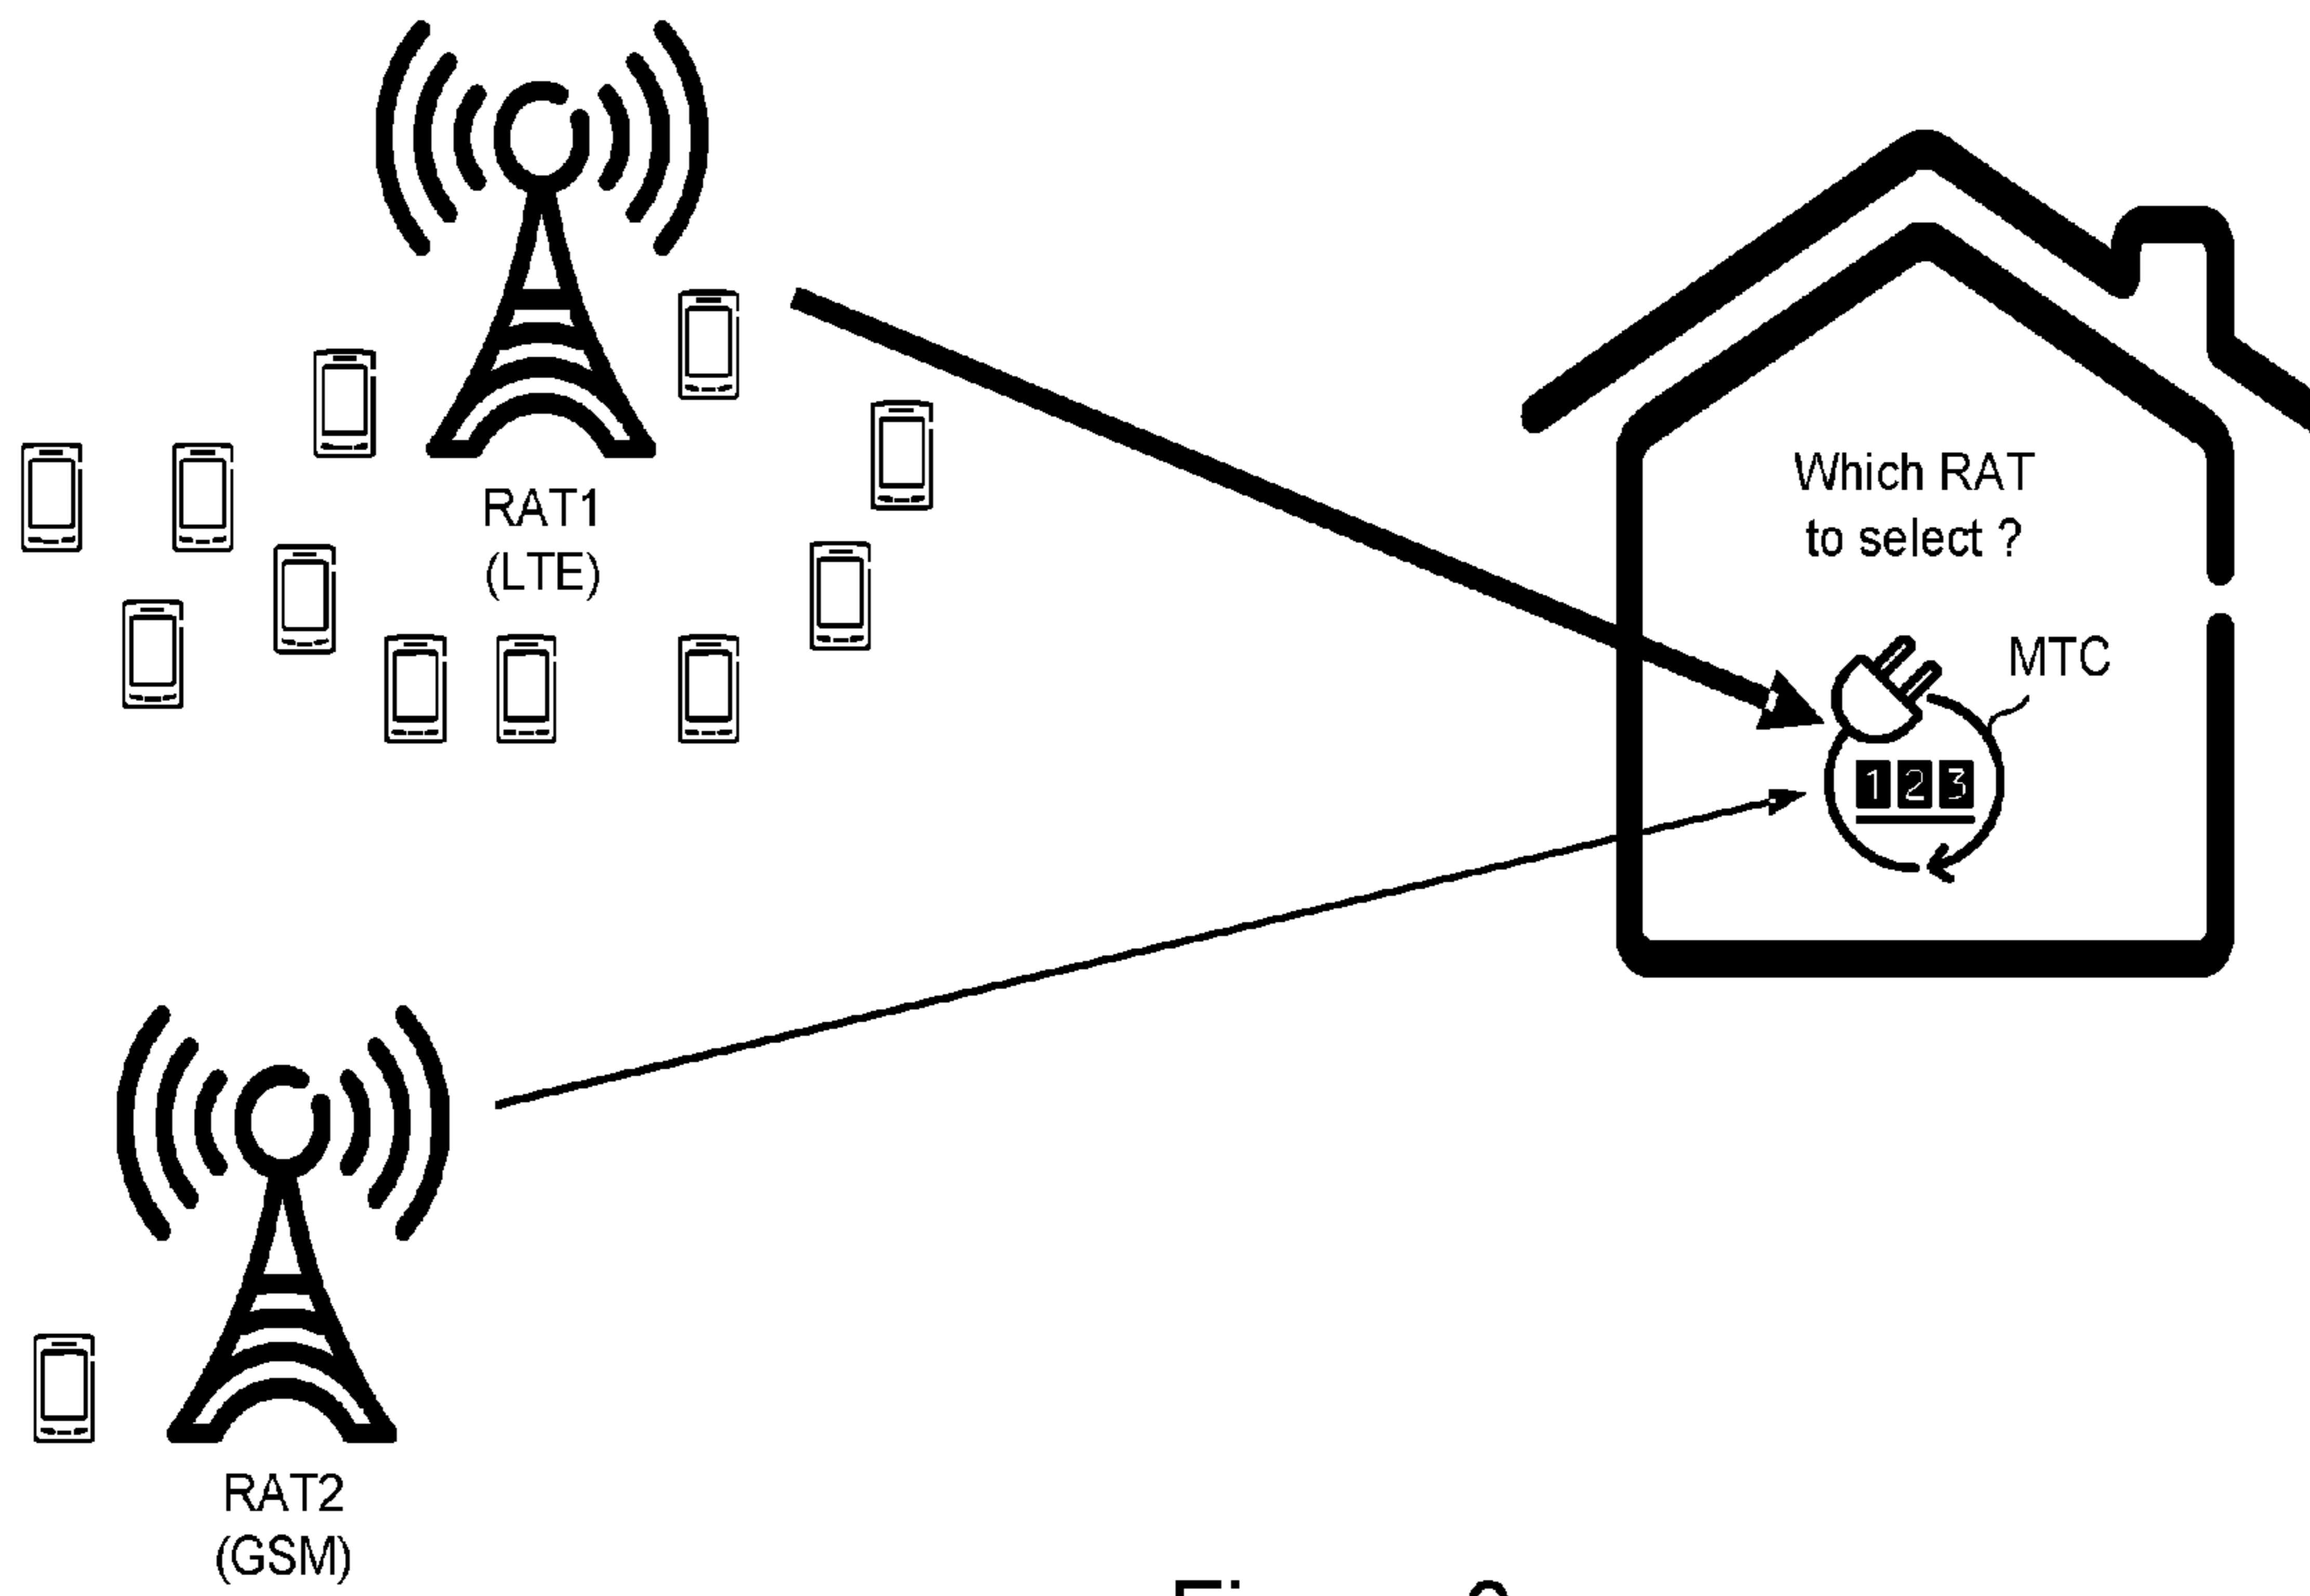 RAT1
(LTE)
Which RAT
to select ?
MTC
1 2 3
RAT2
(GSM)